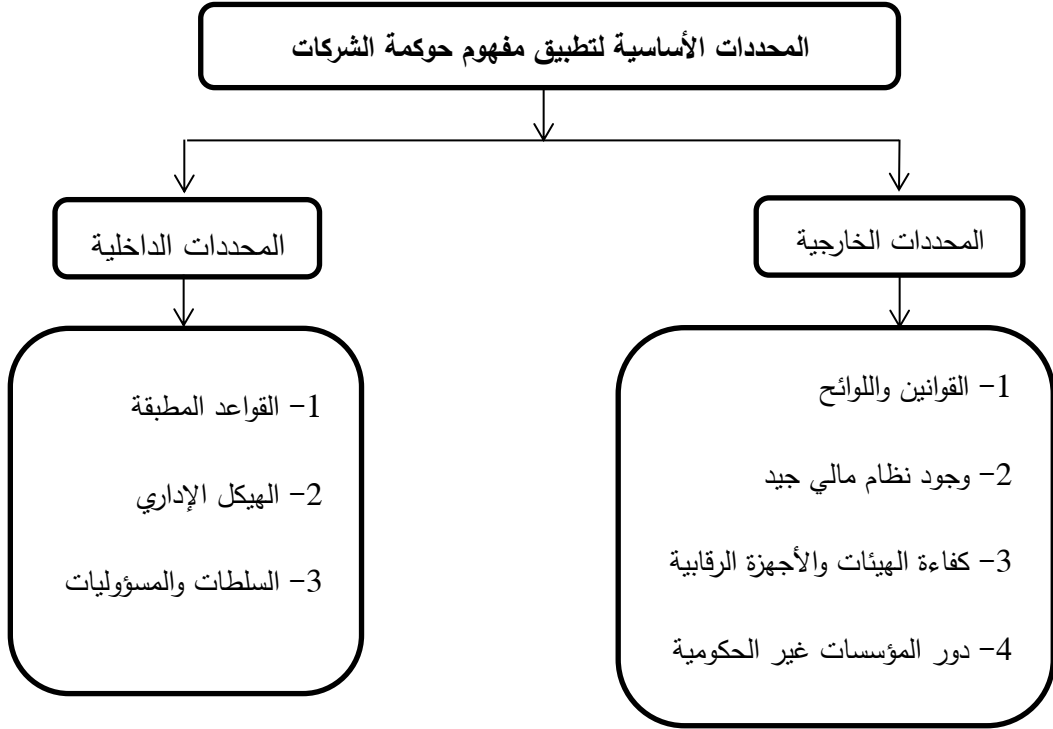 المحددات الأساسية لتطبيق مفهوم حوكمة الشركات
المحددات الخارجية
1- القوانين واللوائح
2- وجود نظام مالي جيد
3- كفاءة الهيئات والأجهزة الرقابية
4- دور المؤسسات غير الحكومية
المحددات الداخلية
1- القواعد المطبقة
2- الهيكل الإداري
3- السلطات والمسؤوليات